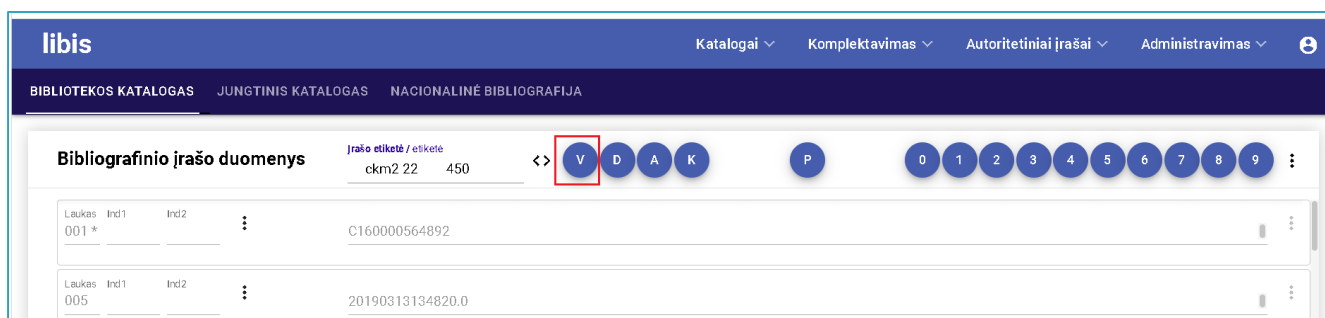 libis Katalogai Komplektavimas Autoritetiniai įrašai Administravimas
BIBLIOTEKOS KATALOGAS JUNGTINIS KATALOGAS NACIONALINĖ BIBLIOGRAFIJA
Bibliografinio įrašo duomenys
Įrašo etiketė / etiketė
ckm2 22 450
<> V D A K P 0 1 2 3 4 5 6 7 8 9
Laukas Ind1 Ind2
001 * C160000564892
Laukas Ind1 Ind2
005 20190313134820.0